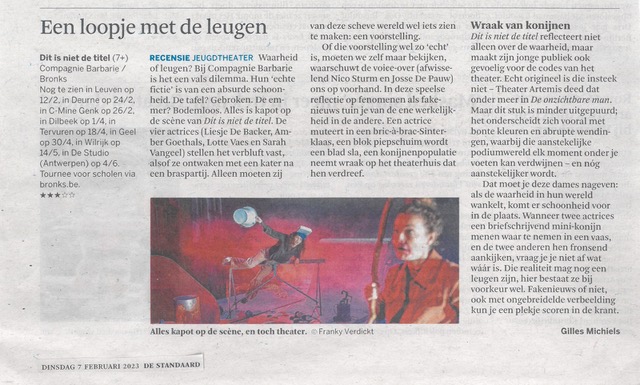 Een loopje met de leugen
Dit is niet de titel (7+)
Compagnie Barbarie /
Bronks
Nog te zien in Leuven op
12/2, in Deurne op 24/2,
in C-Mine Genk op 26/2,
in Dilbeek op 1/4, in
Tervuren op 18/4, in Geel
op 30/4, in Wilrijk op
14/5, in De Studio
(Antwerpen) op 4/6.
Tournee voor scholen via
bronks.be.
★★★☆☆
RECENSIE JEUGDTHEATER Waarheid
of leugen? Bij Compagnie Barbarie
is het een vals dilemma. Hun ‘echte
fictie’ is van een absurde schoon-
heid. De tafel? Gebroken. De em-
mer? Bodemloos. Alles is kapot op
de scène van Dit is niet de titel. De
vier actrices (Liesje De Backer, Am-
ber Goethals, Lotte Vaes en Sarah
Vangeel) stellen het verbluft vast,
alsof ze ontwaken met een kater na
een braspartij. Alleen moeten zij
van deze scheve wereld wel iets zien
te maken: een voorstelling.
Of die voorstelling wel zo ‘echt’
is, moeten we zelf maar bekijken,
waarschuwt de voice-over (afwisse-
lend Nico Sturm en Josse De Pauw)
ons op voorhand. In deze speelse
reflectie op fenomenen als fake-
nieuws tuin je van de ene werkelijk-
heid in de andere. Een actrice
muteert in een bric-à-brac-Sinter-
klaas, een blok piepschuim wordt
een blad sla, een konijnenpopulatie
neemt wraak op het theaterhuis dat
hen verdreef.
Wraak van konijnen
Dit is niet de titel reflecteert niet
alleen over de waarheid, maar
maakt zijn jonge publiek ook
gevoelig voor de codes van het
theater. Echt origineel is die insteek
niet – Theater Artemis deed dat
onder meer in De onzichtbare man.
Maar dit stuk is minder uitgepuurd;
het onderscheidt zich vooral met
bonte kleuren en abrupte wendin-
gen, waarbij die aanstekelijke
podiumwereld elk moment onder je
voeten kan verdwijnen – en nóg
aanstekelijker wordt.
Dat moet je deze dames nageven:
als de waarheid in hun wereld
wankelt, komt er schoonheid voor
in de plaats. Wanneer twee actrices
een briefschrijvend mini-konijn
menen waar te nemen in een vaas,
en de twee anderen hen fronsend
aankijken, vraag je je niet af wat
wáár is. Die realiteit mag nog een
leugen zijn, hier bestaat ze bij
voorkeur wel. Fakenieuws of niet,
ook met ongebreidelde verbeelding
kun je een plekje scoren in de krant.
Gilles Michiels
Alles kapot op de scène, en toch theater. © Franky Verdickt
DINSDAG 7 FEBRUARI 2023 DE STANDAARD